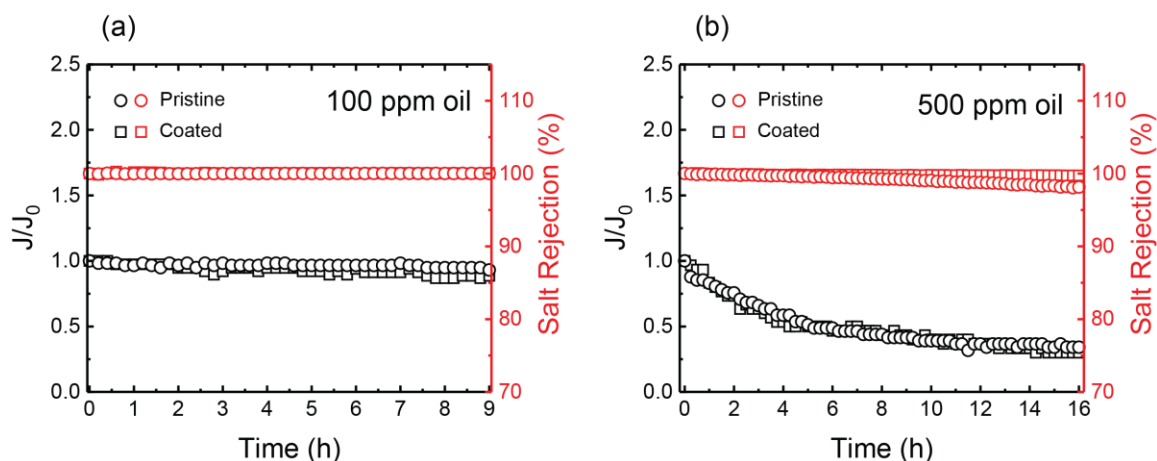 (a)
2.5
2.0
1.5
1.0
0.5
0.0
J/J0
Pristine
Coated
100 ppm oil
110
100
90
80
70
Salt Rejection (%)
0 1 2 3 4 5 6 7 8 9
Time (h)
(b)
2.5
2.0
1.5
1.0
0.5
0.0
J/J0
Pristine
Coated
500 ppm oil
110
100
90
80
70
Salt Rejection (%)
0 2 4 6 8 10 12 14 16
Time (h)